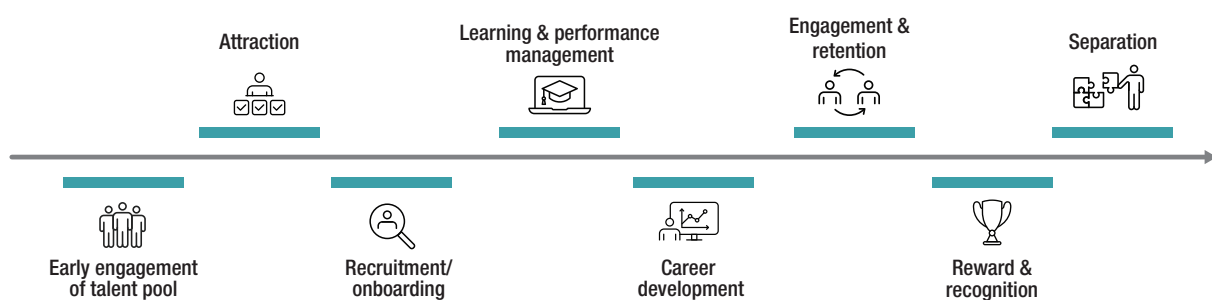 Attraction
Learning & performance
management
Engagement &
retention
Separation
Early engagement
of talent pool
Recruitment/
onboarding
Career
development
Reward &
recognition